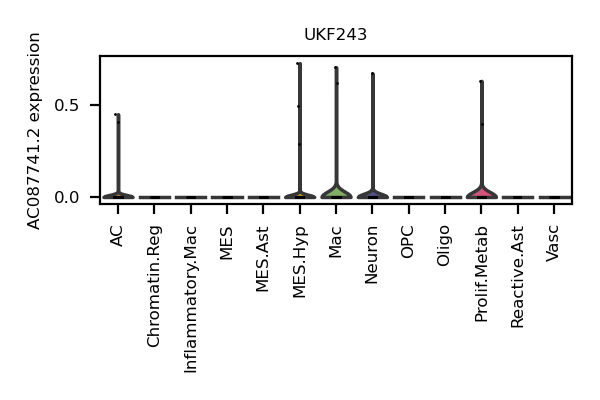 UKF243
AC087741.2 expression
0.5
0.0
AC
Chromatin.Reg
Inflammatory.Mac
MES
MES.Ast
MES.Hyp
Mac
Neuron
OPC
Oligo
Prolif.Metab
Reactive.Ast
Vasc